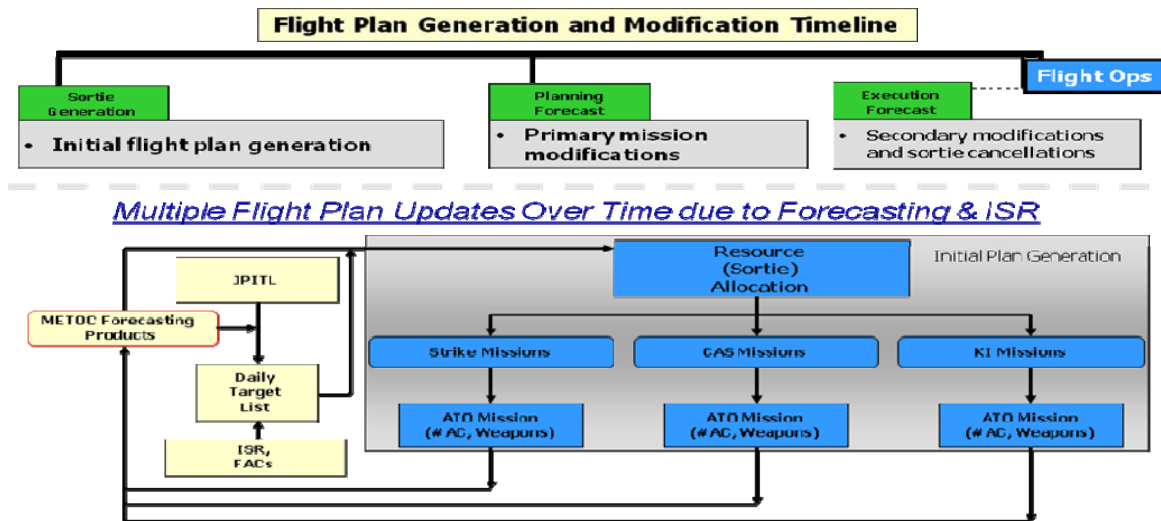 Flight Plan Generation and Modification Timeline
Flight Ops
Sortie
Generation
• Initial flight plan generation
Planning
Forecast
• Primary mission
modifications
Execution
Forecast
• Secondary modifications
and sortie cancellations
Multiple Flight Plan Updates Over Time due to Forecasting & ISR
JPITL
METOC Forecasting
Products
Daily
Target
List
ISR,
FACs
Resource
(Sortie)
Allocation
Initial Plan Generation
Strike Missions
CAS Missions
KI Missions
ATO Mission
(# AC, Weapons)
ATO Mission
(# AC, Weapons)
ATO Mission
(# AC, Weapons)